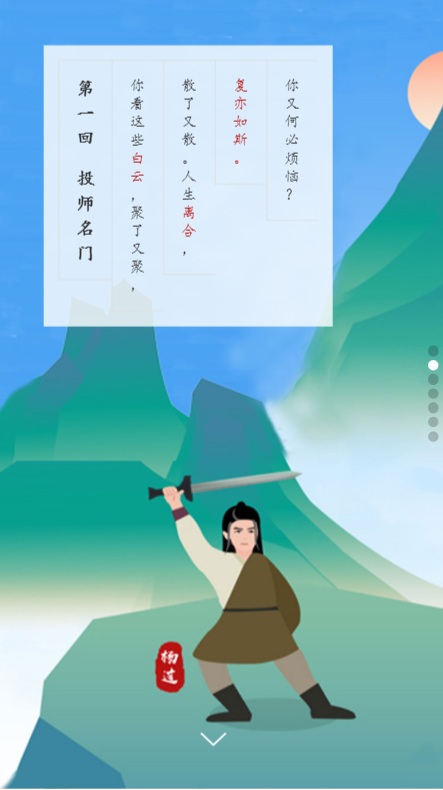 第一回 投师名门
你看这些白云，聚了又聚，
散了又散。人生离合，
复亦如斯。
你又何必烦恼？
杨连